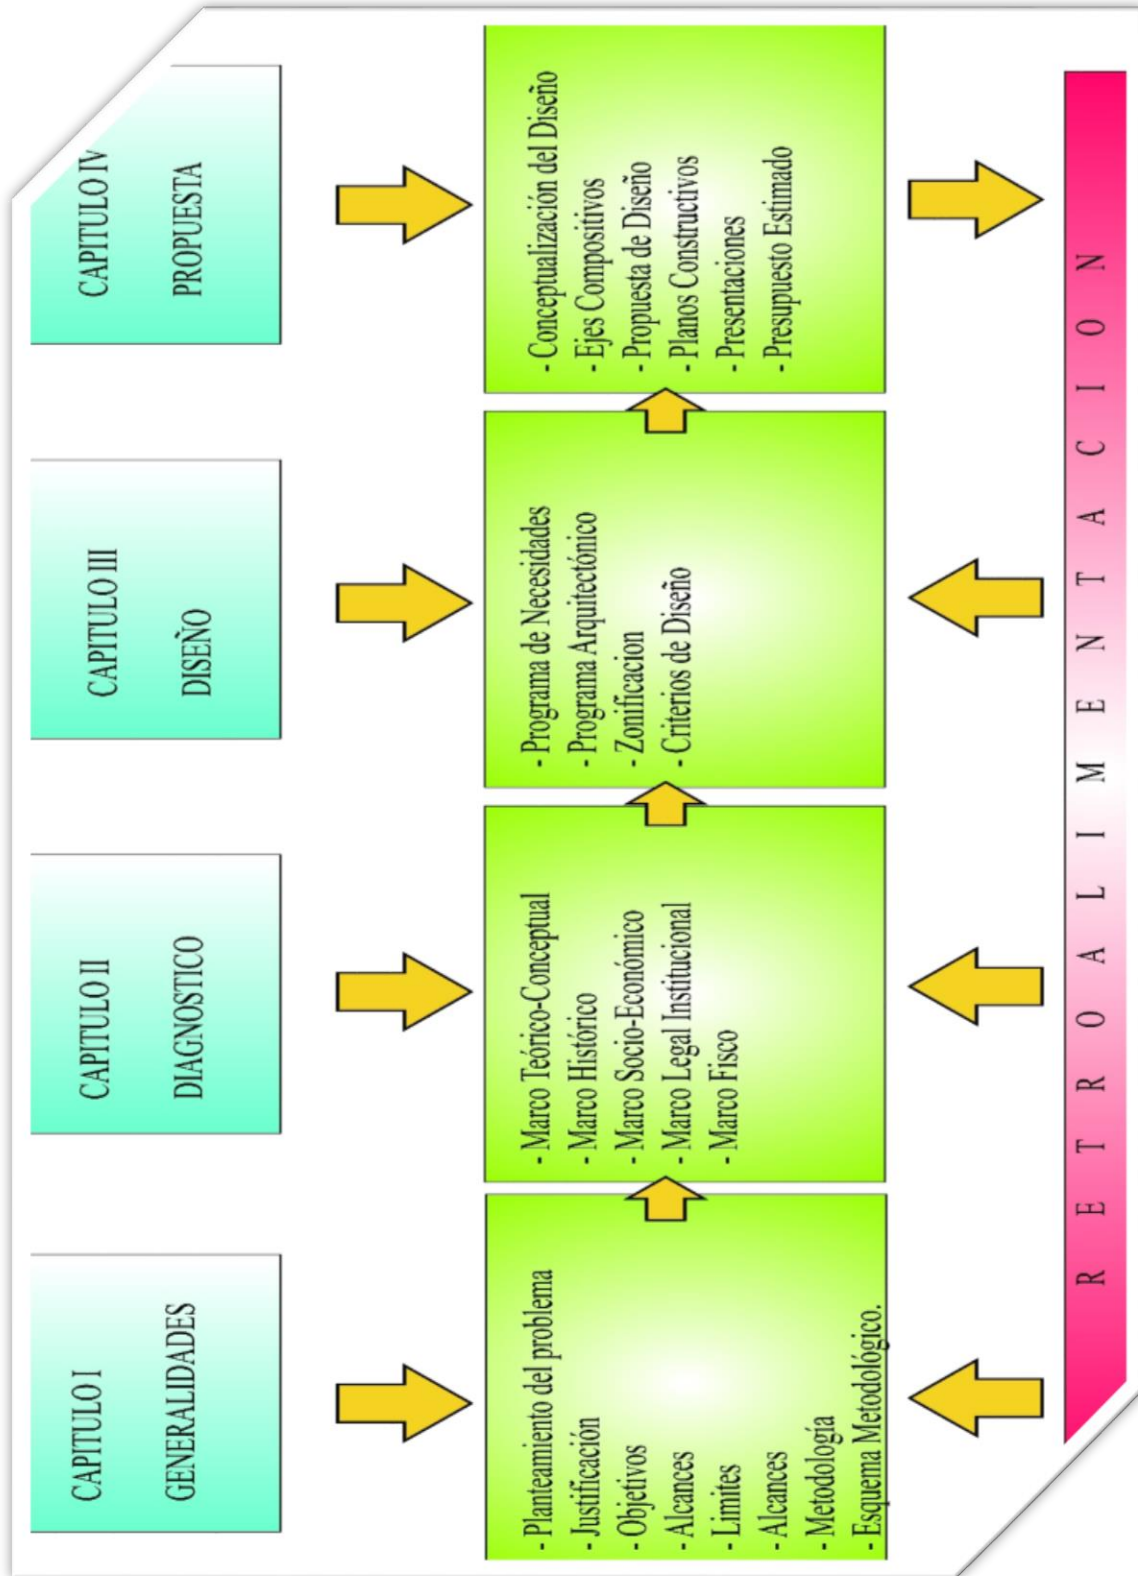 CAPITULO I
GENERALIDADES
- Planteamiento del problema
- Justificación
- Objetivos
- Alcances
- Limites
- Alcances
- Metodología
- Esquema Metodológico.
CAPITULO II
DIAGNOSTICO
- Marco Teórico-Conceptual
- Marco Histórico
- Marco Socio-Económico
- Marco Legal Institucional
- Marco Fisco
CAPITULO III
DISEÑO
- Programa de Necesidades
- Programa Arquitectónico
- Zonificacion
- Criterios de Diseño
CAPITULO IV
PROPUESTA
- Conceptualización del Diseño
- Ejes Compositivos
- Propuesta de Diseño
- Planos Constructivos
- Presentaciones
- Presupuesto Estimado
R E T R O A L I M E N T A C I O N